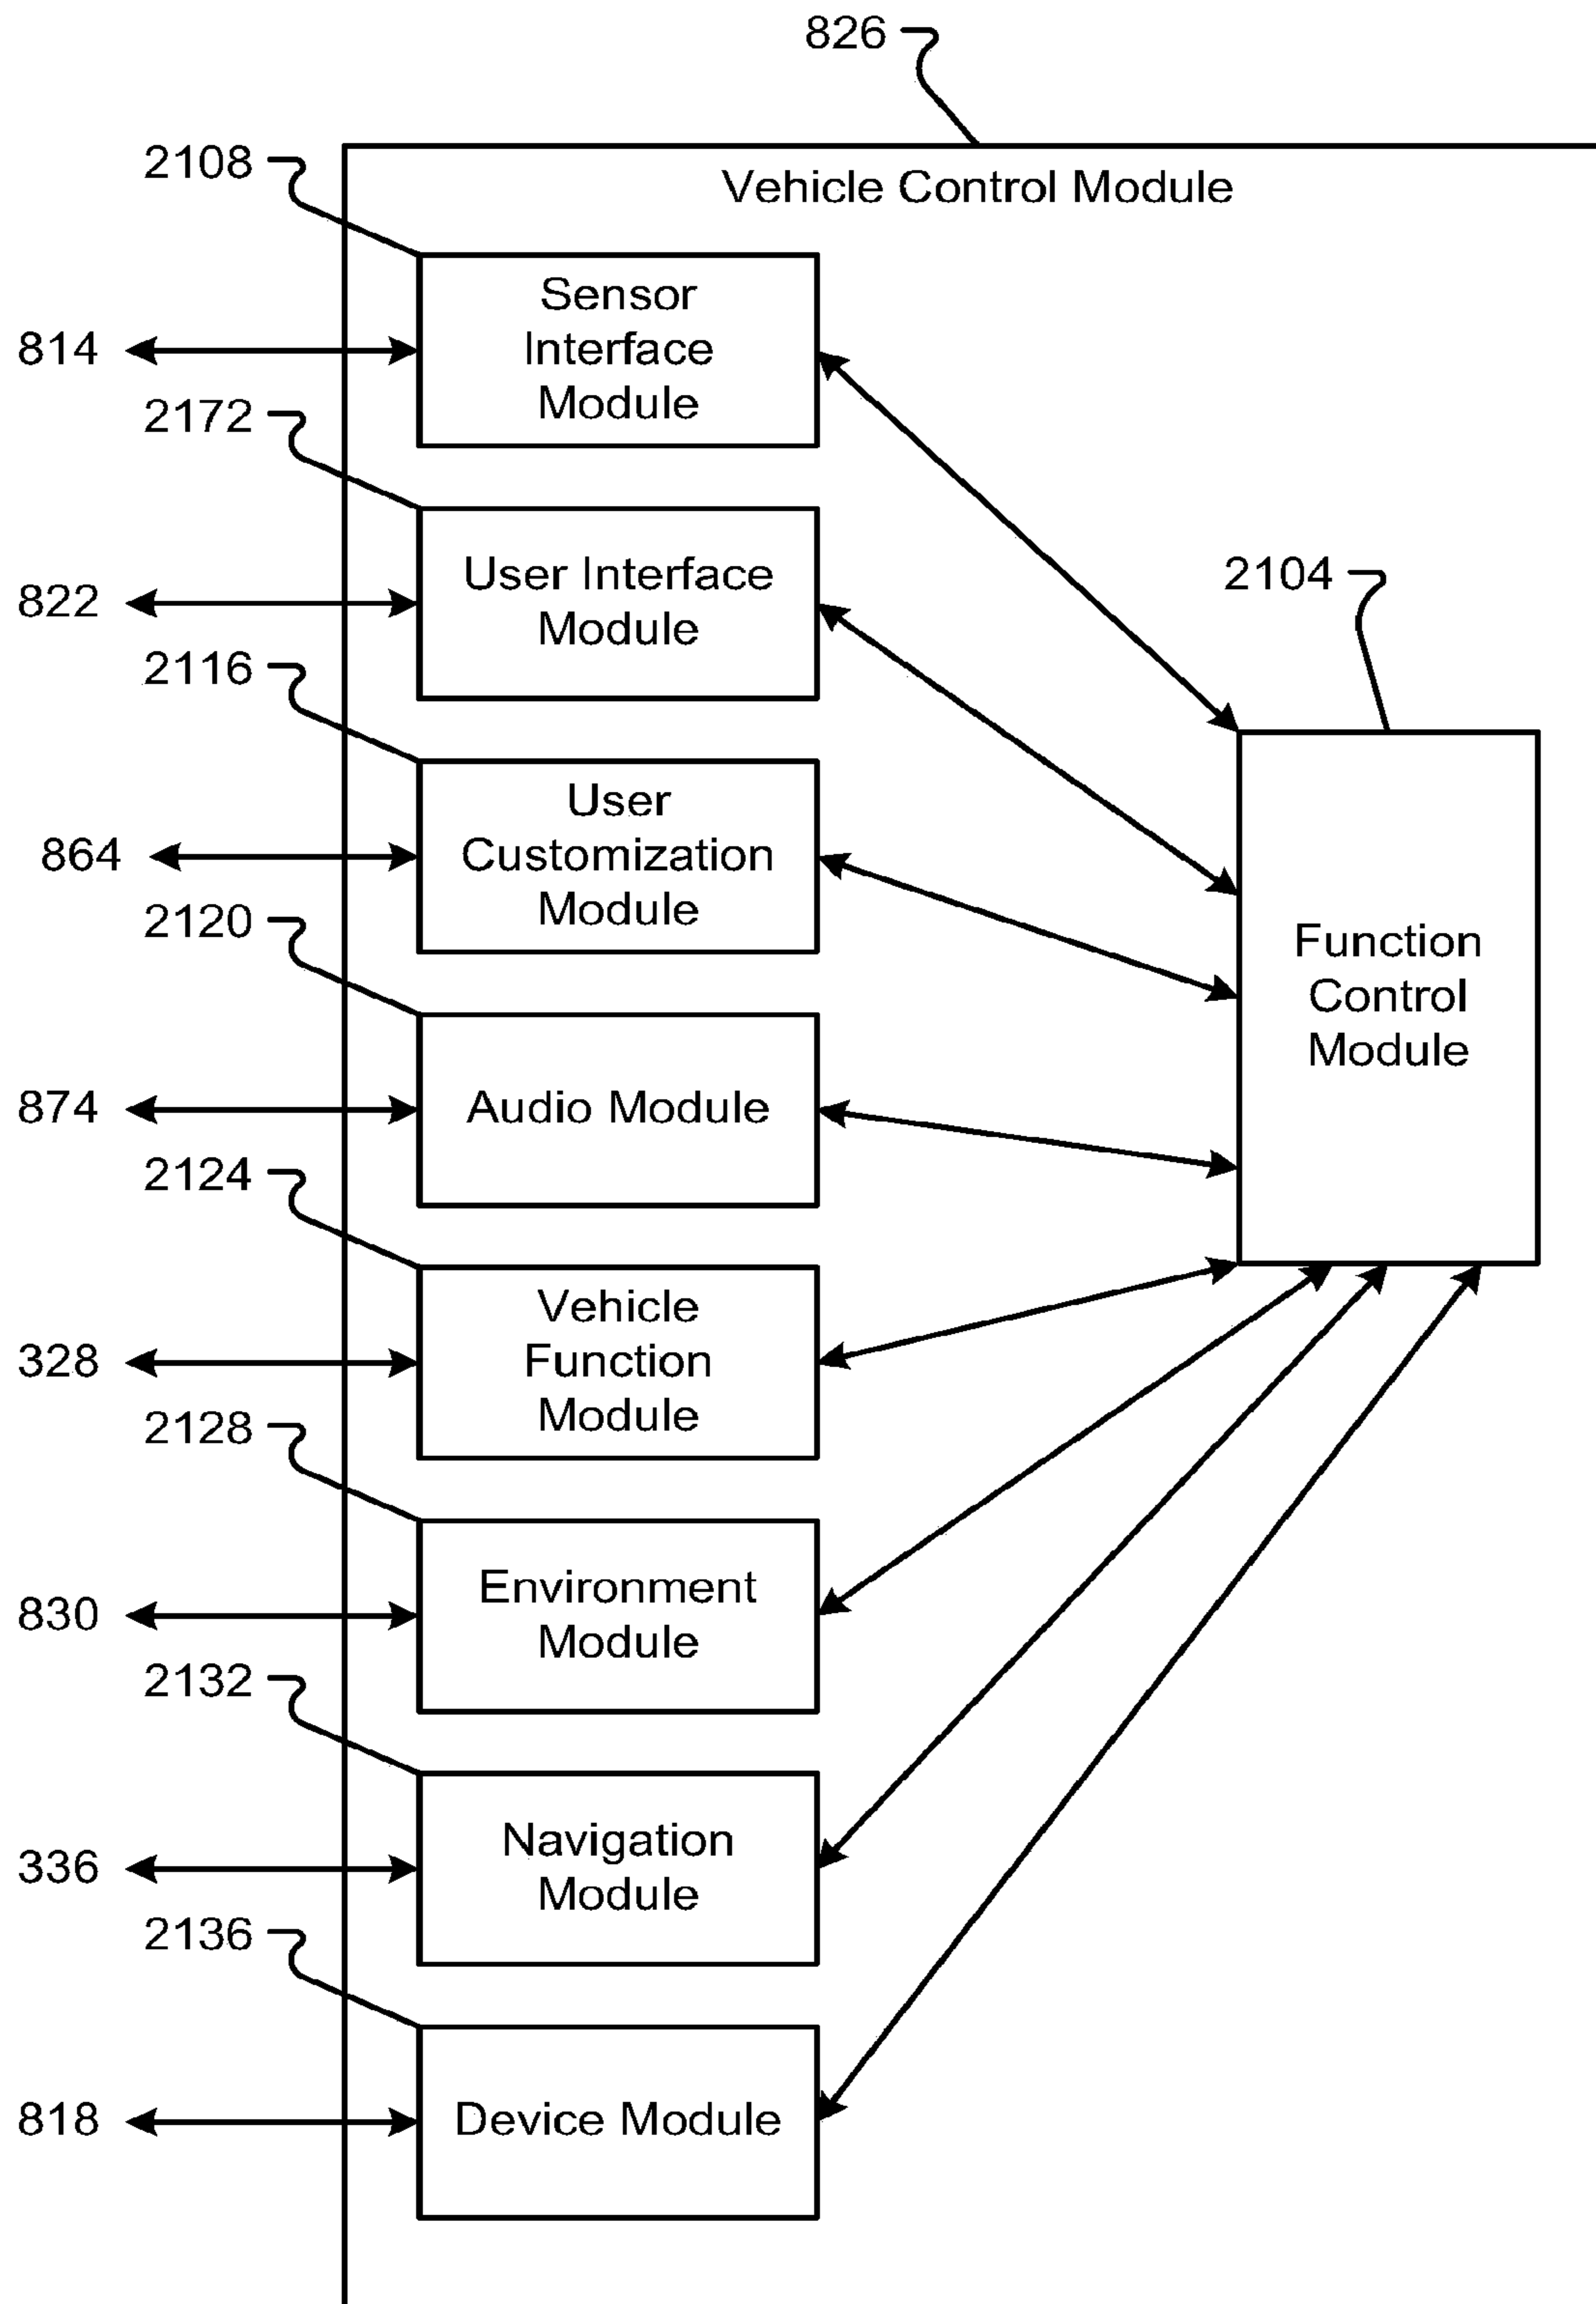 826
2108
Vehicle Control Module
Sensor
Interface
Module
814
2172
User Interface
Module
822
2104
2116
User
Customization
Module
864
2120
Function
Control
Module
Audio Module
874
2124
Vehicle
Function
Module
328
2128
Environment
Module
830
2132
Navigation
Module
336
2136
Device Module
818